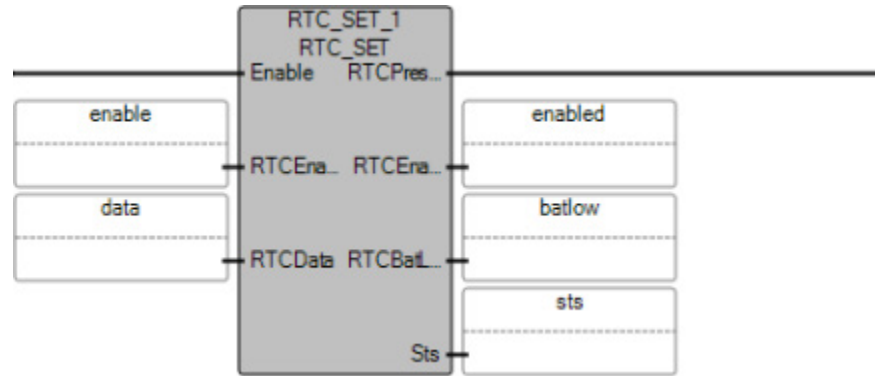 RTC_SET_1
RTC_SET
Enable RTCPres...
enable
enabled
RTCEna... RTCEna...
data
batlow
RTCData RTCBatL...
sts
Sts